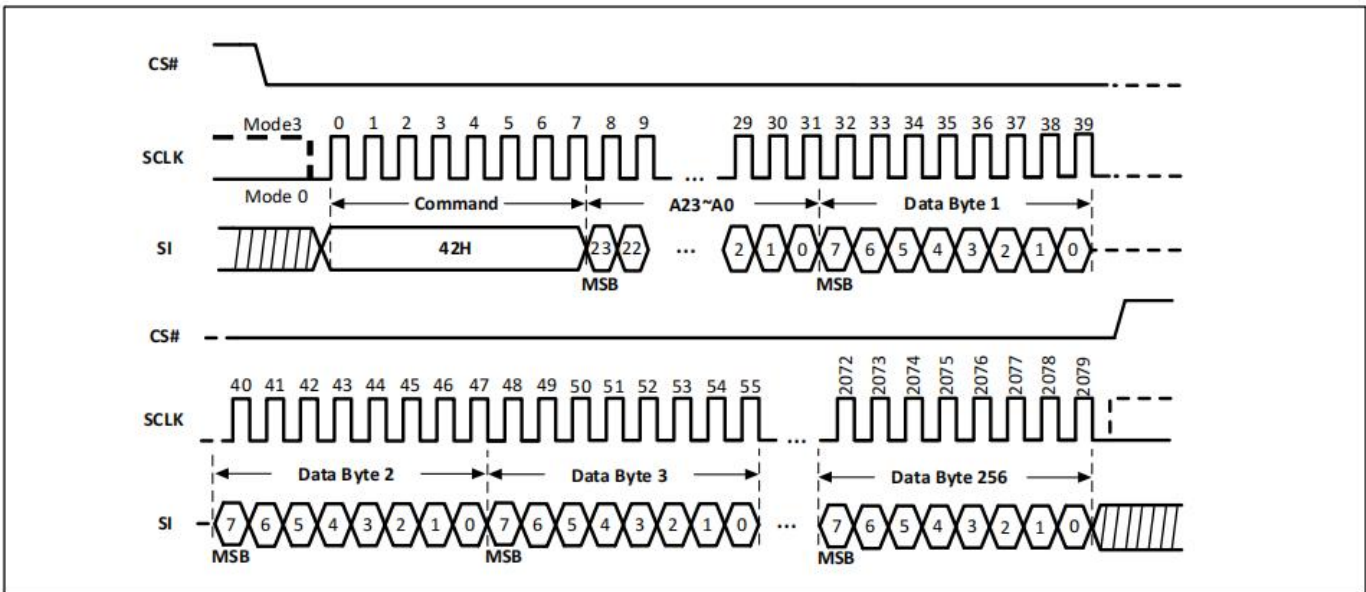 CS#
Mode3 0 1 2 3 4 5 6 7 8 9 29 30 31 32 33 34 35 36 37 38 39
SCLK ...
Mode 0 Command A23~A0 Data Byte 1
SI 42H 23 22 ... 2 1 0 7 6 5 4 3 2 1 0
MSB MSB
CS#
40 41 42 43 44 45 46 47 48 49 50 51 52 53 54 55 2072 2073 2074 2075 2076 2077 2078 2079
SCLK ...
Data Byte 2 Data Byte 3 Data Byte 256
SI 7 6 5 4 3 2 1 0 7 6 5 4 3 2 1 0 ... 7 6 5 4 3 2 1 0
MSB MSB MSB